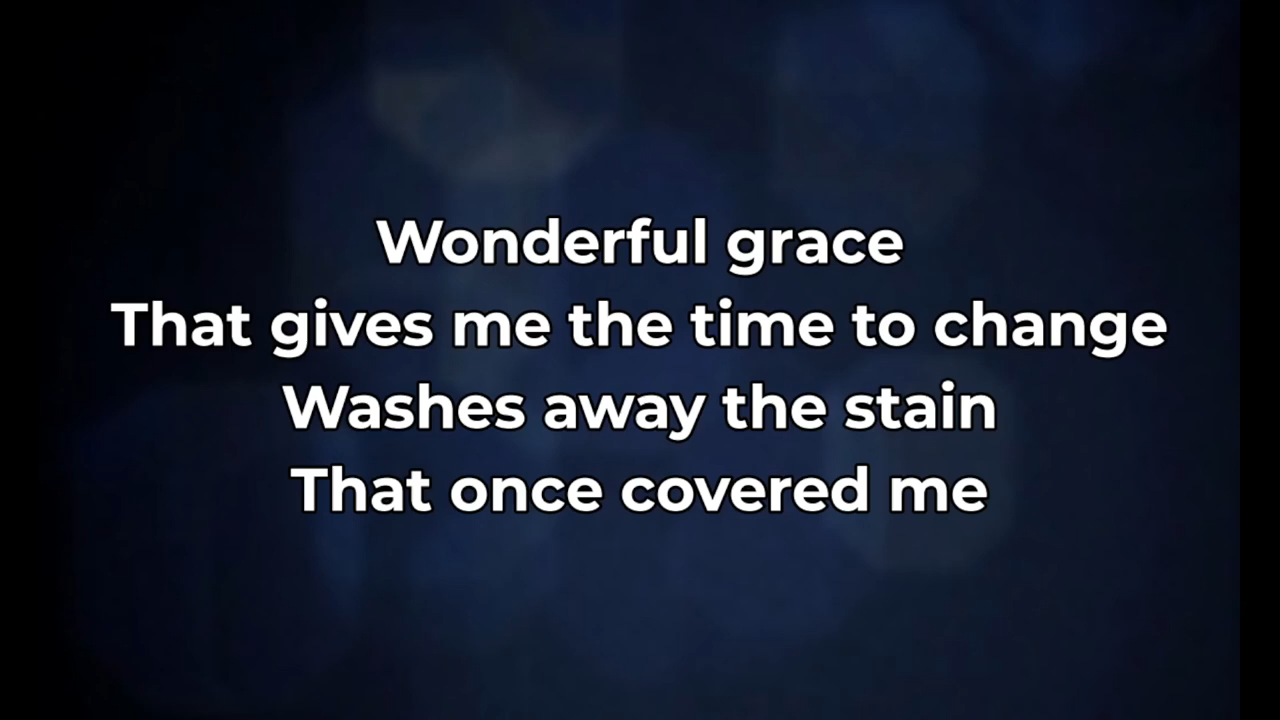 Wonderful grace
That gives me the time to change
Washes away the stain
That once covered me